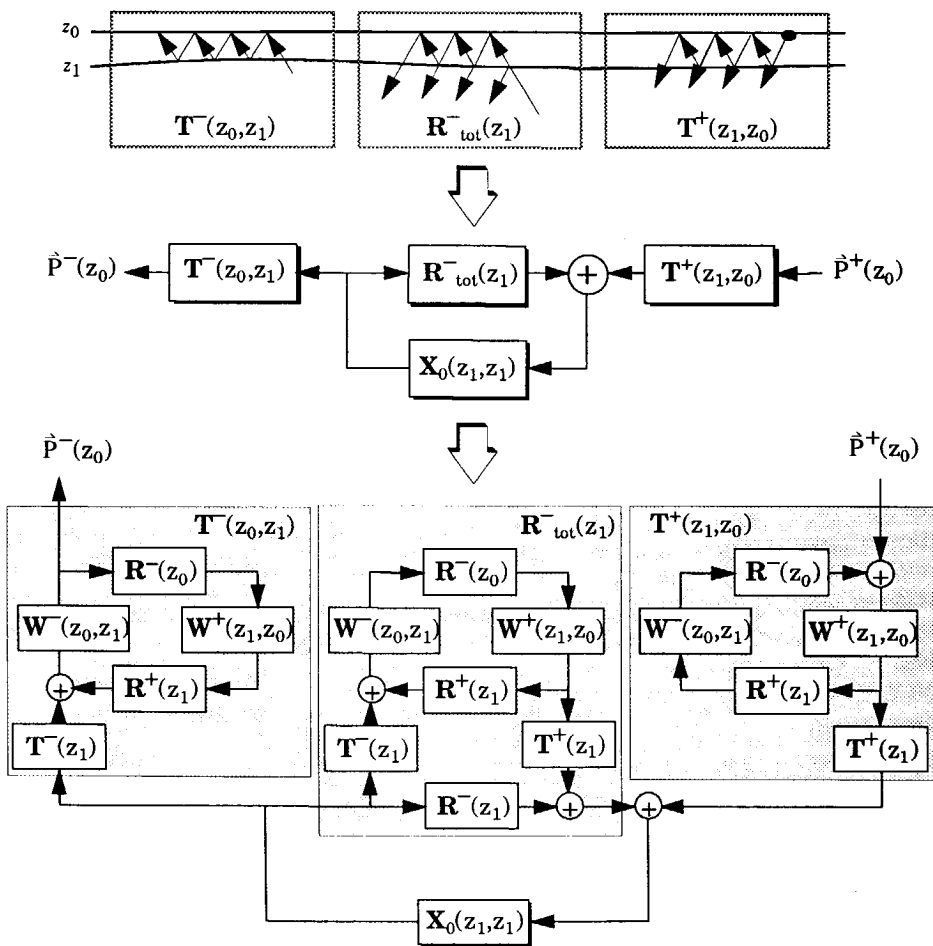 z₀
z₁
T⁻(z₀,z₁)
R⁻tot(z₁)
T⁺(z₁,z₀)
P⃗⁻(z₀)
T⁻(z₀,z₁)
R⁻tot(z₁)
+
T⁺(z₁,z₀)
P⃗⁺(z₀)
X₀(z₁,z₁)
P⃗⁻(z₀)
P⃗⁺(z₀)
T⁻(z₀,z₁)
R⁻(z₀)
W⁻(z₀,z₁)
W⁺(z₁,z₀)
+
R⁺(z₁)
T⁻(z₁)
R⁻tot(z₁)
R⁻(z₀)
W⁻(z₀,z₁)
W⁺(z₁,z₀)
+
R⁺(z₁)
T⁻(z₁)
T⁺(z₁)
R⁻(z₁)
+
+
T⁺(z₁,z₀)
R⁻(z₀)
+
W⁻(z₀,z₁)
W⁺(z₁,z₀)
R⁺(z₁)
T⁺(z₁)
X₀(z₁,z₁)